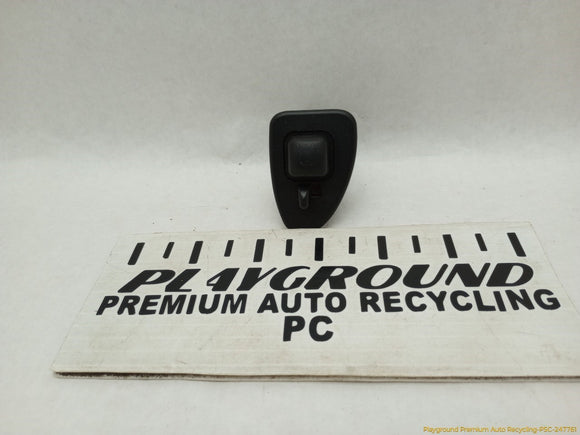 PLAYGROUND
PREMIUM AUTO RECYCLING
PC
Playground Premium Auto Recycling-PSC-247761